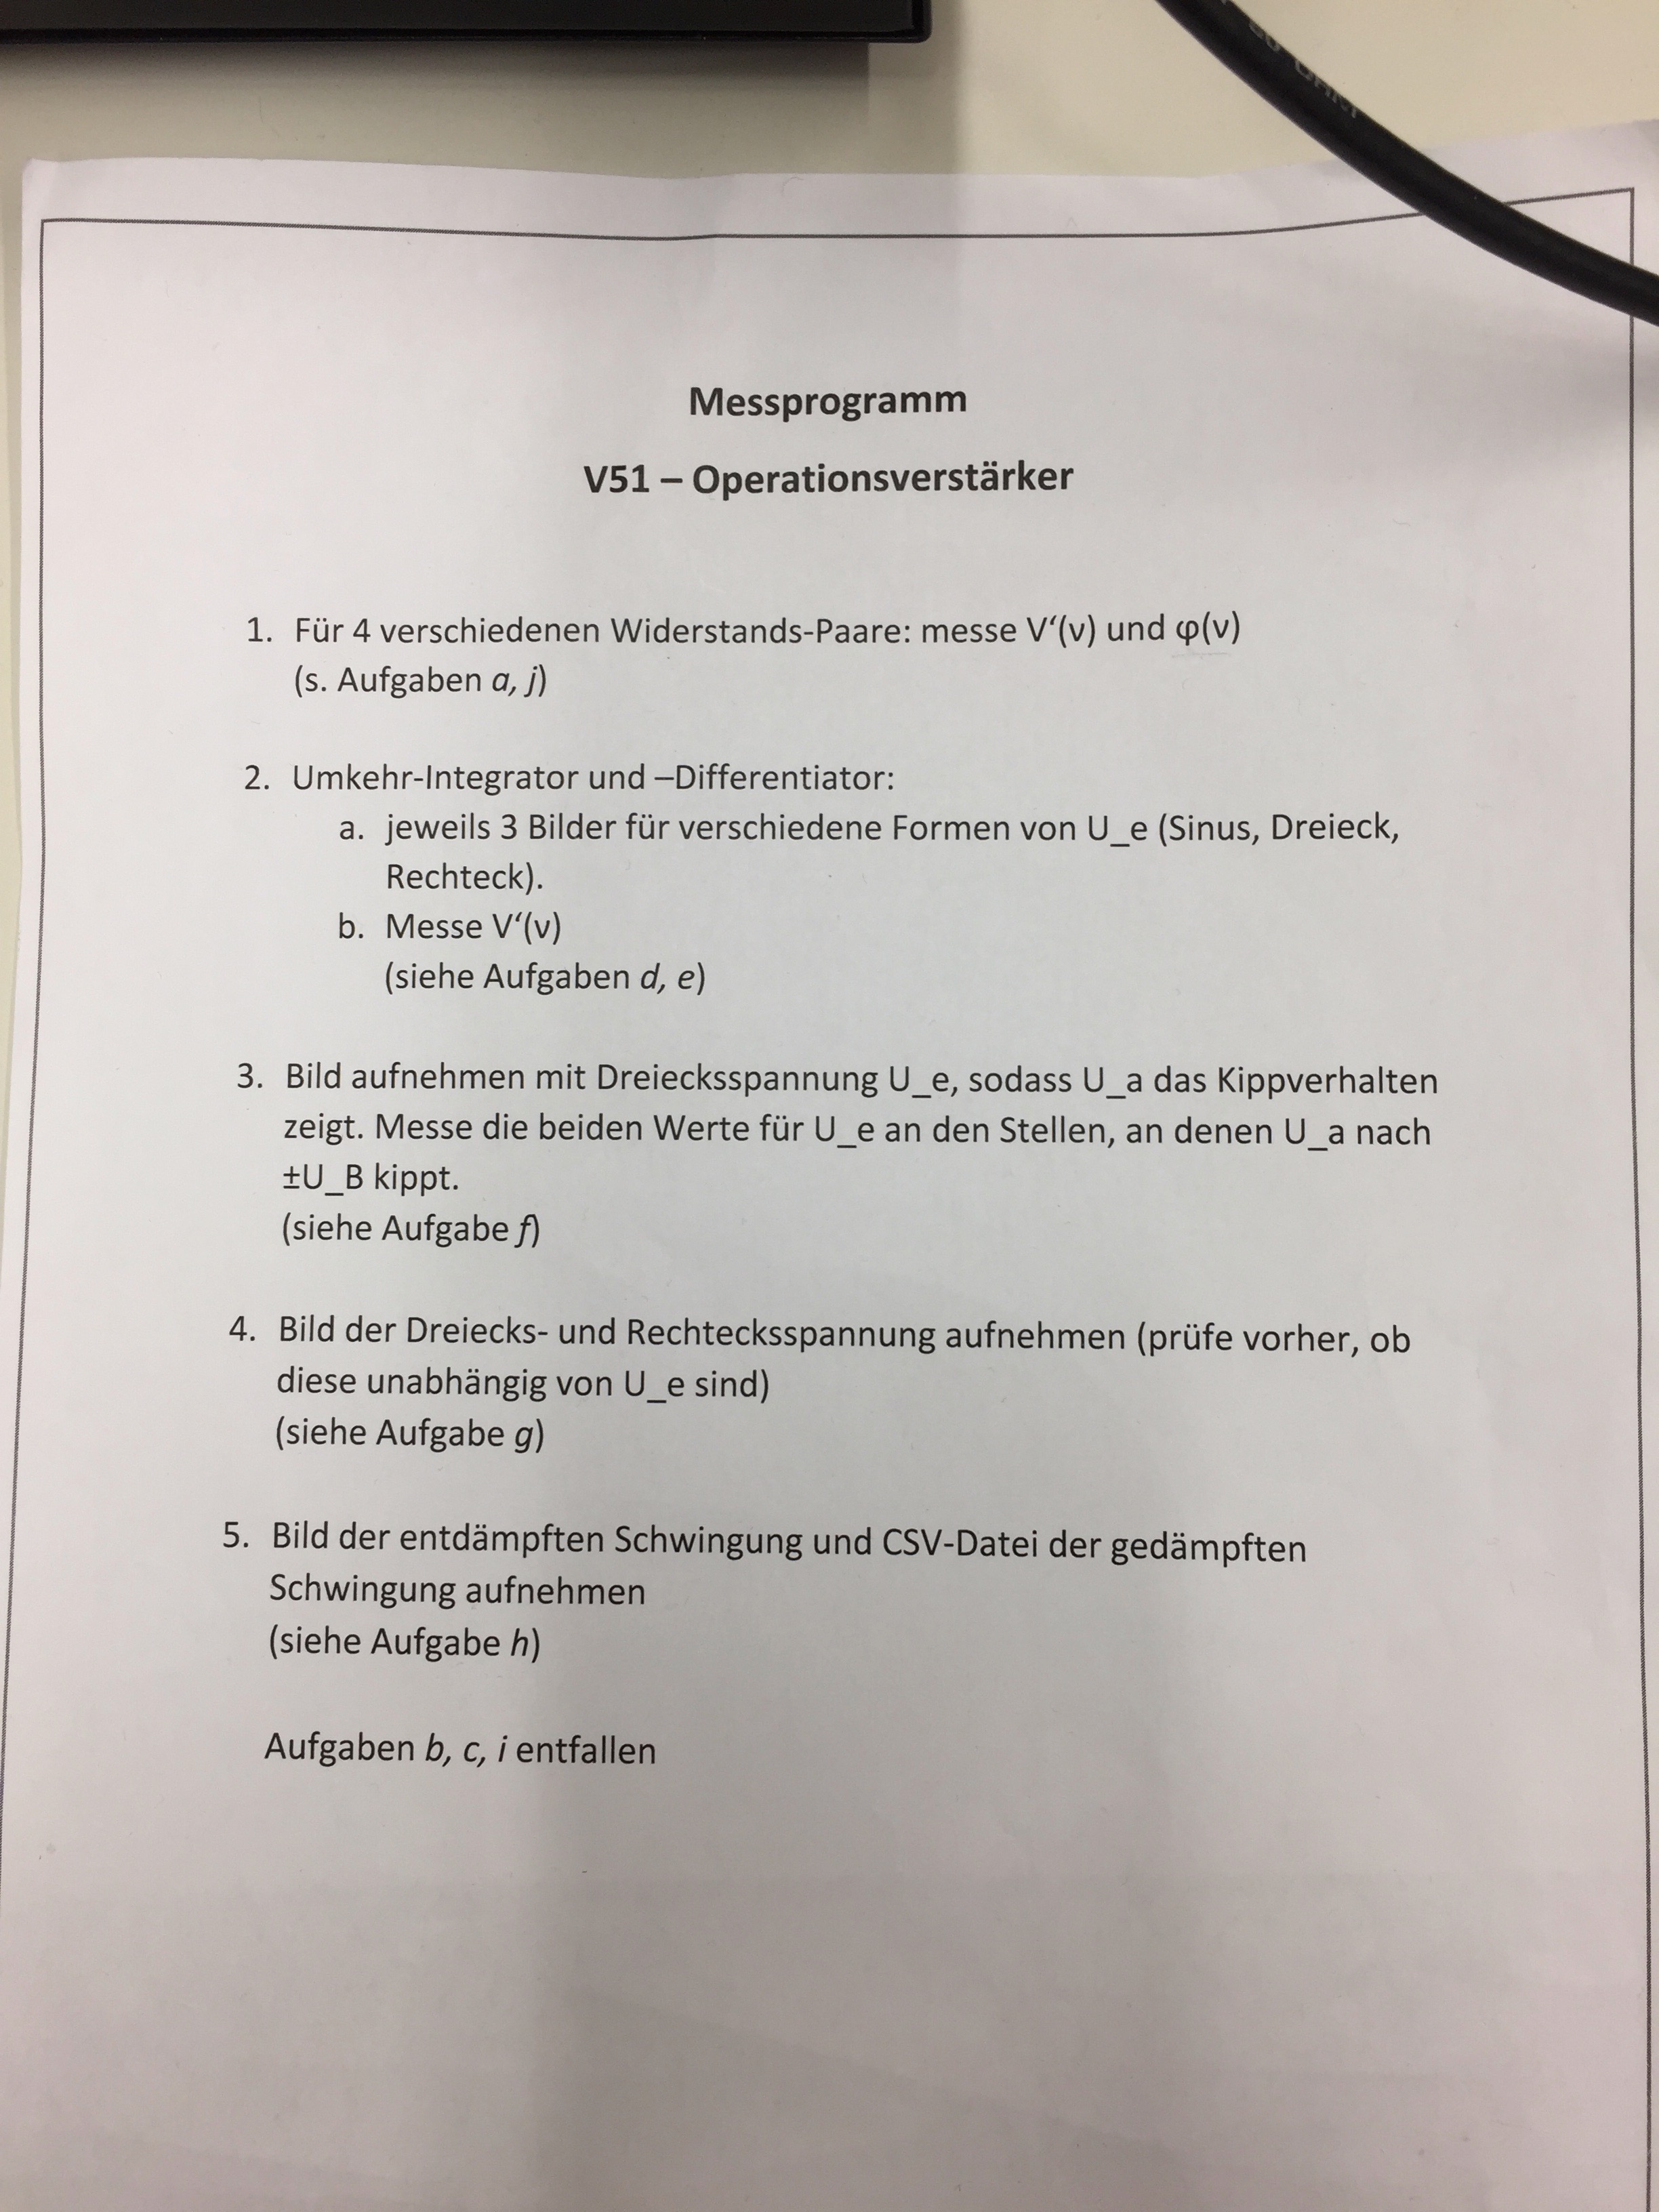 Messprogramm
V51 – Operationsverstärker
1. Für 4 verschiedenen Widerstands-Paare: messe V‘(ν) und φ(ν)
(s. Aufgaben a, j)
2. Umkehr-Integrator und –Differentiator:
a. jeweils 3 Bilder für verschiedene Formen von U_e (Sinus, Dreieck,
Rechteck).
b. Messe V‘(ν)
(siehe Aufgaben d, e)
3. Bild aufnehmen mit Dreiecksspannung U_e, sodass U_a das Kippverhalten
zeigt. Messe die beiden Werte für U_e an den Stellen, an denen U_a nach
±U_B kippt.
(siehe Aufgabe f)
4. Bild der Dreiecks- und Rechtecksspannung aufnehmen (prüfe vorher, ob
diese unabhängig von U_e sind)
(siehe Aufgabe g)
5. Bild der entdämpften Schwingung und CSV-Datei der gedämpften
Schwingung aufnehmen
(siehe Aufgabe h)
Aufgaben b, c, i entfallen